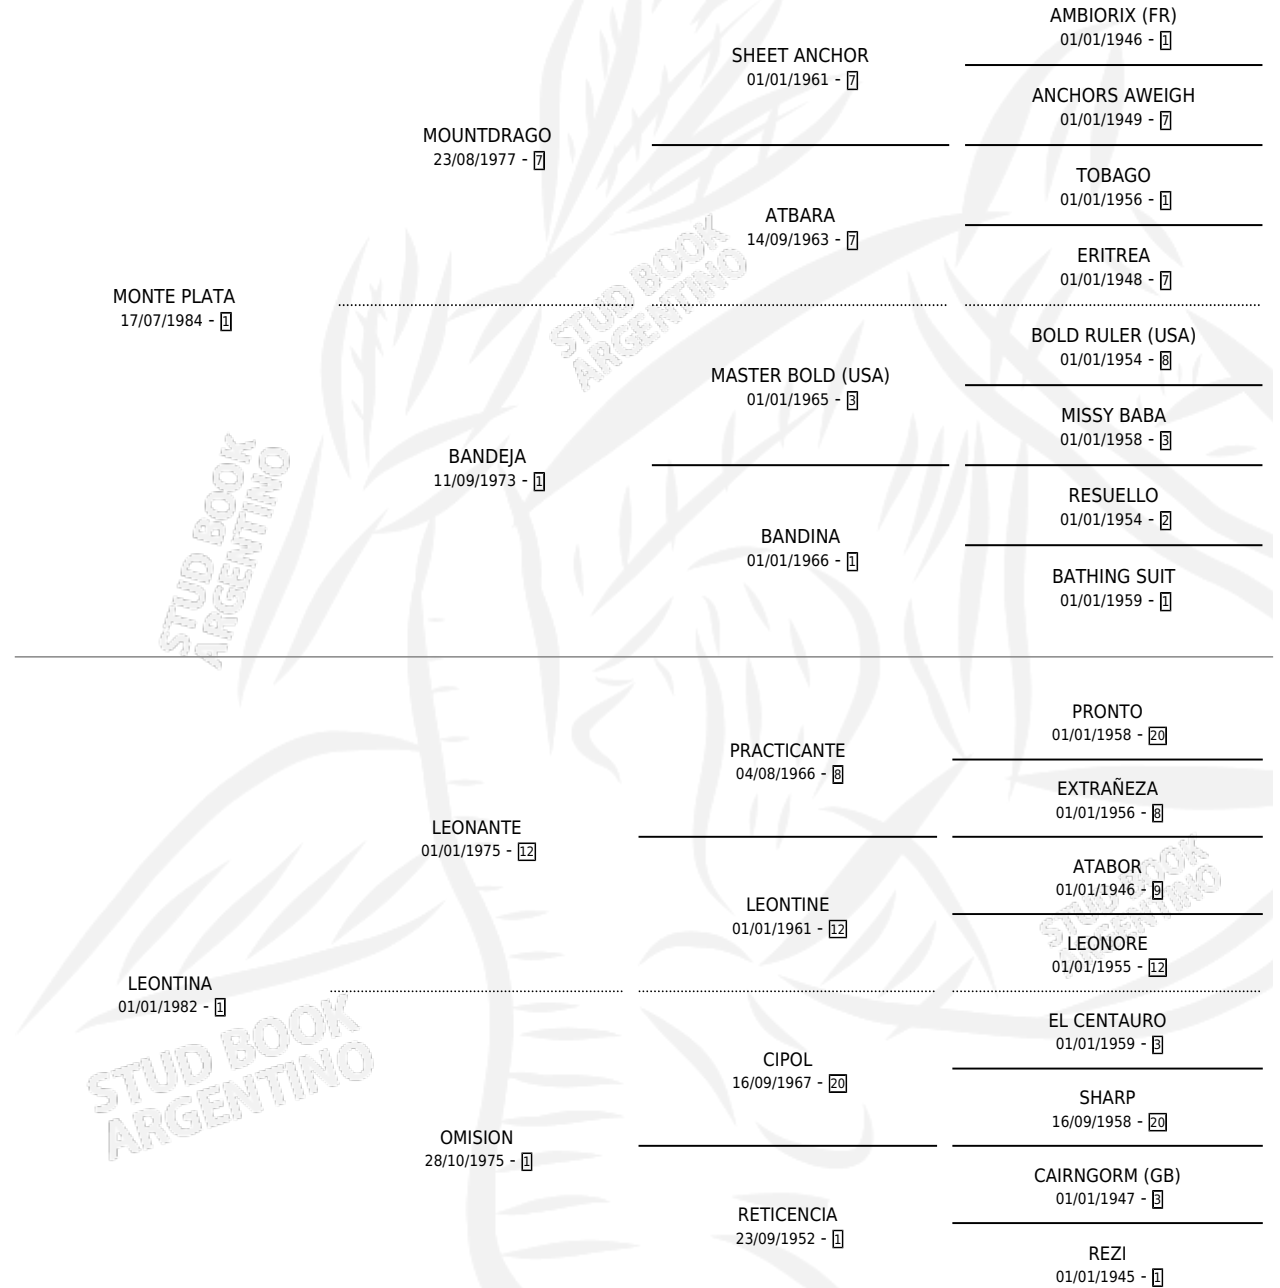 AMBIORIX (FR)
01/01/1946 - 1
SHEET ANCHOR
01/01/1961 - 7
ANCHORS AWEIGH
01/01/1949 - 7
MOUNTDRAGO
23/08/1977 - 7
TOBAGO
01/01/1956 - 1
ATBARA
14/09/1963 - 7
ERITREA
01/01/1948 - 7
MONTE PLATA
17/07/1984 - 1
BOLD RULER (USA)
01/01/1954 - 8
MASTER BOLD (USA)
01/01/1965 - 3
MISSY BABA
01/01/1958 - 3
BANDEJA
11/09/1973 - 1
RESUELLO
01/01/1954 - 2
BANDINA
01/01/1966 - 1
BATHING SUIT
01/01/1959 - 1
STUD BOOK
ARGENTINO
STUD BOOK
ARGENTINO
PRONTO
01/01/1958 - 20
PRACTICANTE
04/08/1966 - 8
EXTRAÑEZA
01/01/1956 - 8
LEONANTE
01/01/1975 - 12
ATABOR
01/01/1946 - 9
LEONTINE
01/01/1961 - 12
LEONORE
01/01/1955 - 12
LEONTINA
01/01/1982 - 1
EL CENTAURO
01/01/1959 - 3
CIPOL
16/09/1967 - 20
SHARP
16/09/1958 - 20
OMISION
28/10/1975 - 1
CAIRNGORM (GB)
01/01/1947 - 3
RETICENCIA
23/09/1952 - 1
REZI
01/01/1945 - 1
STUD BOOK
ARGENTINO
STUD BOOK
ARGENTINO